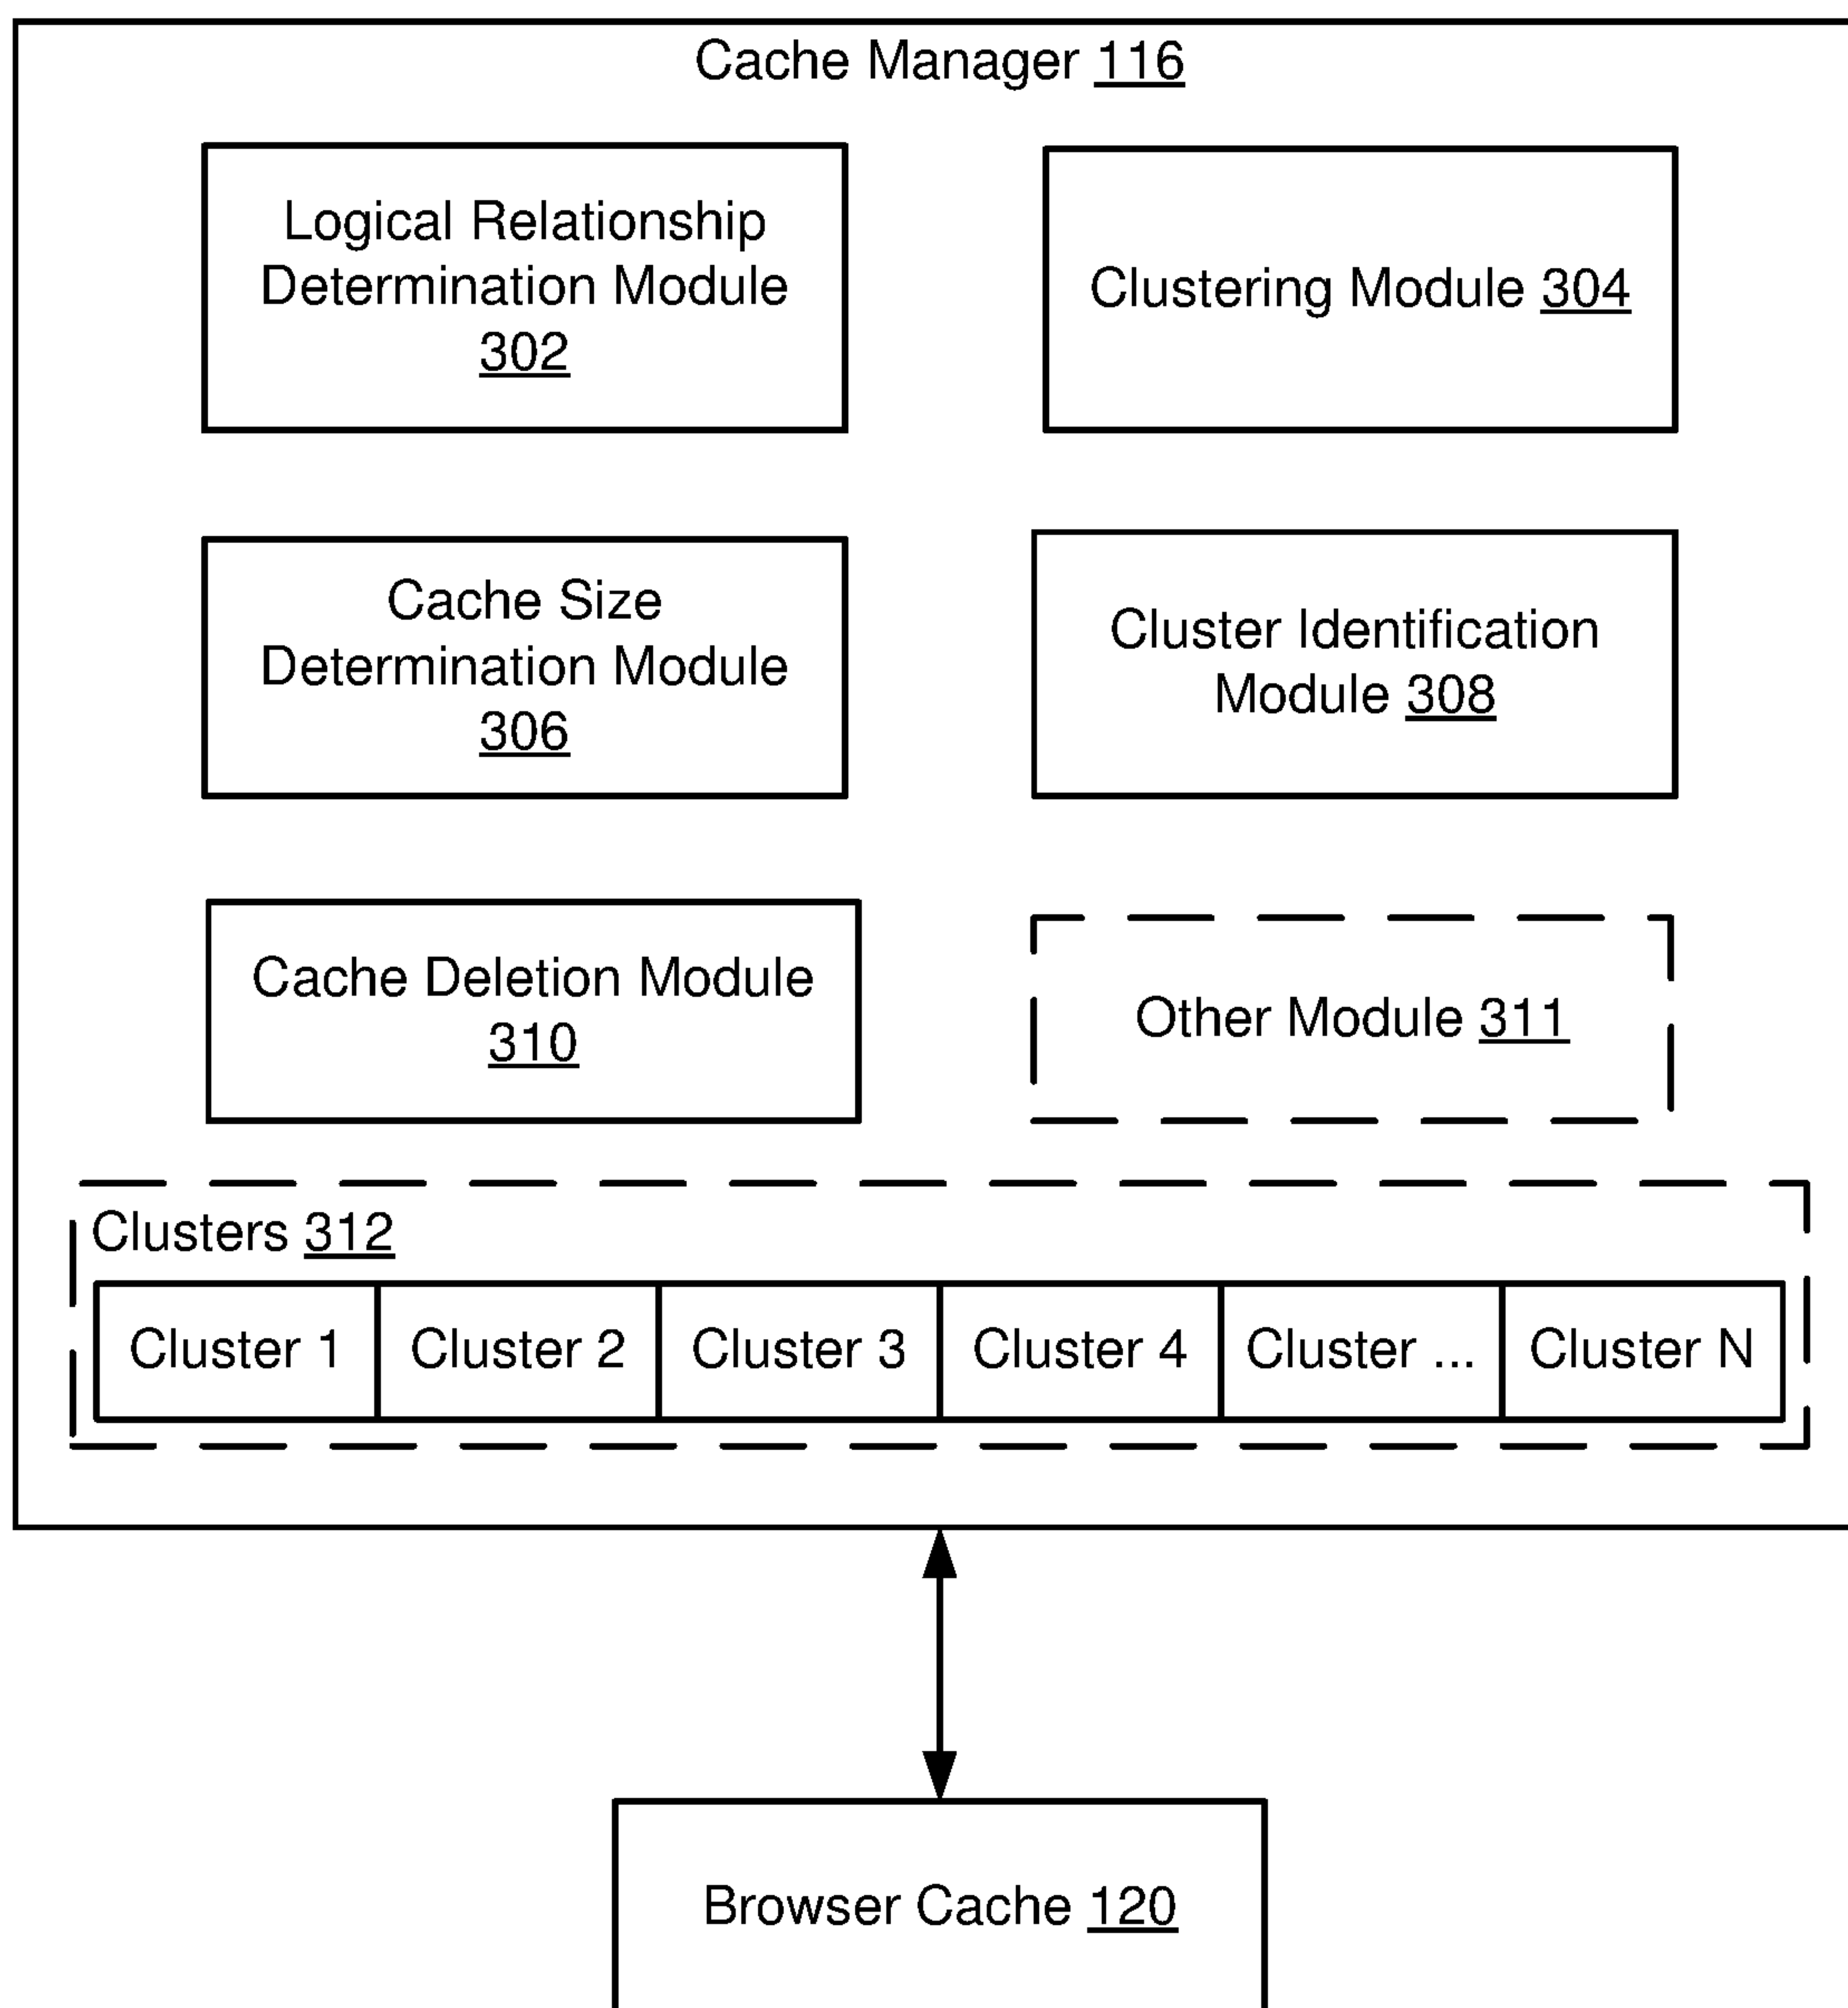 Cache Manager 116
Logical Relationship
Determination Module
302
Clustering Module 304
Cache Size
Determination Module
306
Cluster Identification
Module 308
Cache Deletion Module
310
Other Module 311
Clusters 312
Cluster 1
Cluster 2
Cluster 3
Cluster 4
Cluster ...
Cluster N
Browser Cache 120